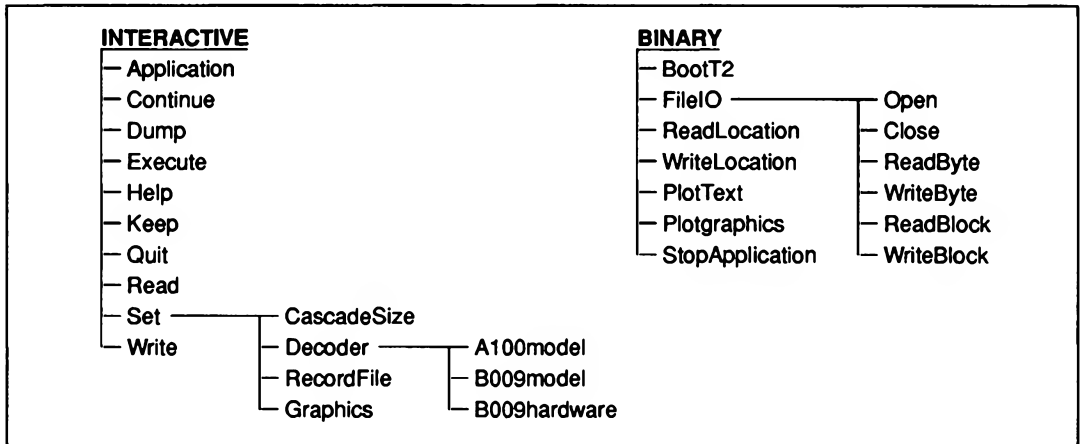 INTERACTIVE
Application
Continue
Dump
Execute
Help
Keep
Quit
Read
Set
CascadeSize
Decoder
A100model
B009model
B009hardware
RecordFile
Graphics
Write
BINARY
BootT2
FileIO
Open
Close
ReadByte
WriteByte
ReadBlock
WriteBlock
ReadLocation
WriteLocation
PlotText
Plotgraphics
StopApplication